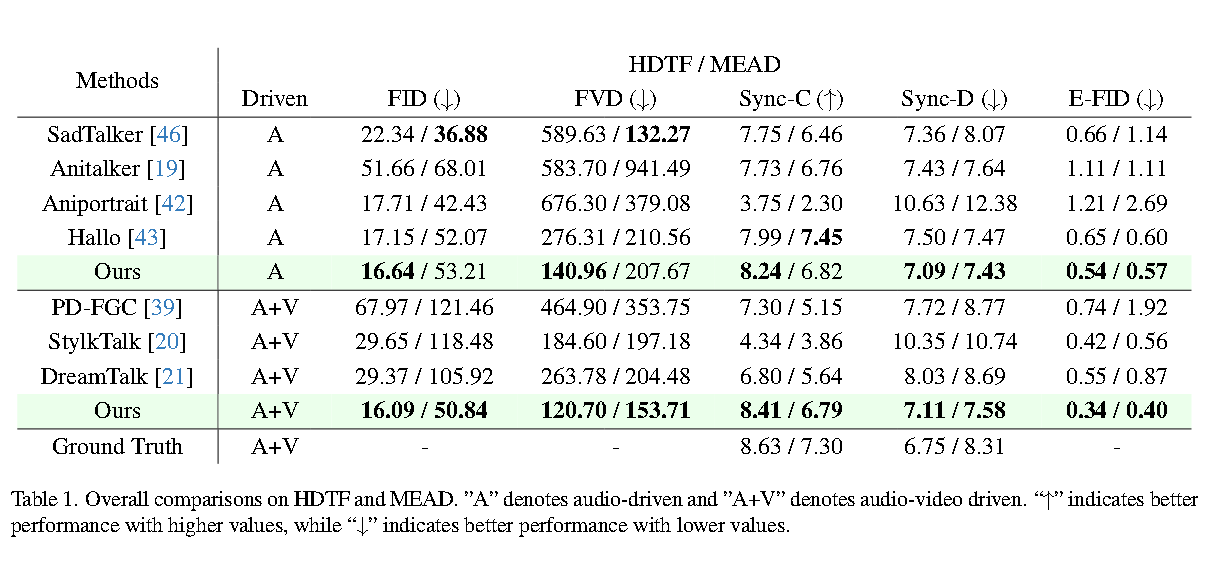 HDTF / MEAD
Methods Driven FID (↓) FVD (↓) Sync-C (↑) Sync-D (↓) E-FID (↓)
SadTalker [46] A 22.34 / 36.88 589.63 / 132.27 7.75 / 6.46 7.36 / 8.07 0.66 / 1.14
Anitalker [19] A 51.66 / 68.01 583.70 / 941.49 7.73 / 6.76 7.43 / 7.64 1.11 / 1.11
Aniportrait [42] A 17.71 / 42.43 676.30 / 379.08 3.75 / 2.30 10.63 / 12.38 1.21 / 2.69
Hallo [43] A 17.15 / 52.07 276.31 / 210.56 7.99 / 7.45 7.50 / 7.47 0.65 / 0.60
Ours A 16.64 / 53.21 140.96 / 207.67 8.24 / 6.82 7.09 / 7.43 0.54 / 0.57
PD-FGC [39] A+V 67.97 / 121.46 464.90 / 353.75 7.30 / 5.15 7.72 / 8.77 0.74 / 1.92
StylkTalk [20] A+V 29.65 / 118.48 184.60 / 197.18 4.34 / 3.86 10.35 / 10.74 0.42 / 0.56
DreamTalk [21] A+V 29.37 / 105.92 263.78 / 204.48 6.80 / 5.64 8.03 / 8.69 0.55 / 0.87
Ours A+V 16.09 / 50.84 120.70 / 153.71 8.41 / 6.79 7.11 / 7.58 0.34 / 0.40
Ground Truth A+V - - 8.63 / 7.30 6.75 / 8.31 -
Table 1. Overall comparisons on HDTF and MEAD. ”A” denotes audio-driven and ”A+V” denotes audio-video driven. “↑” indicates better
performance with higher values, while “↓” indicates better performance with lower values.